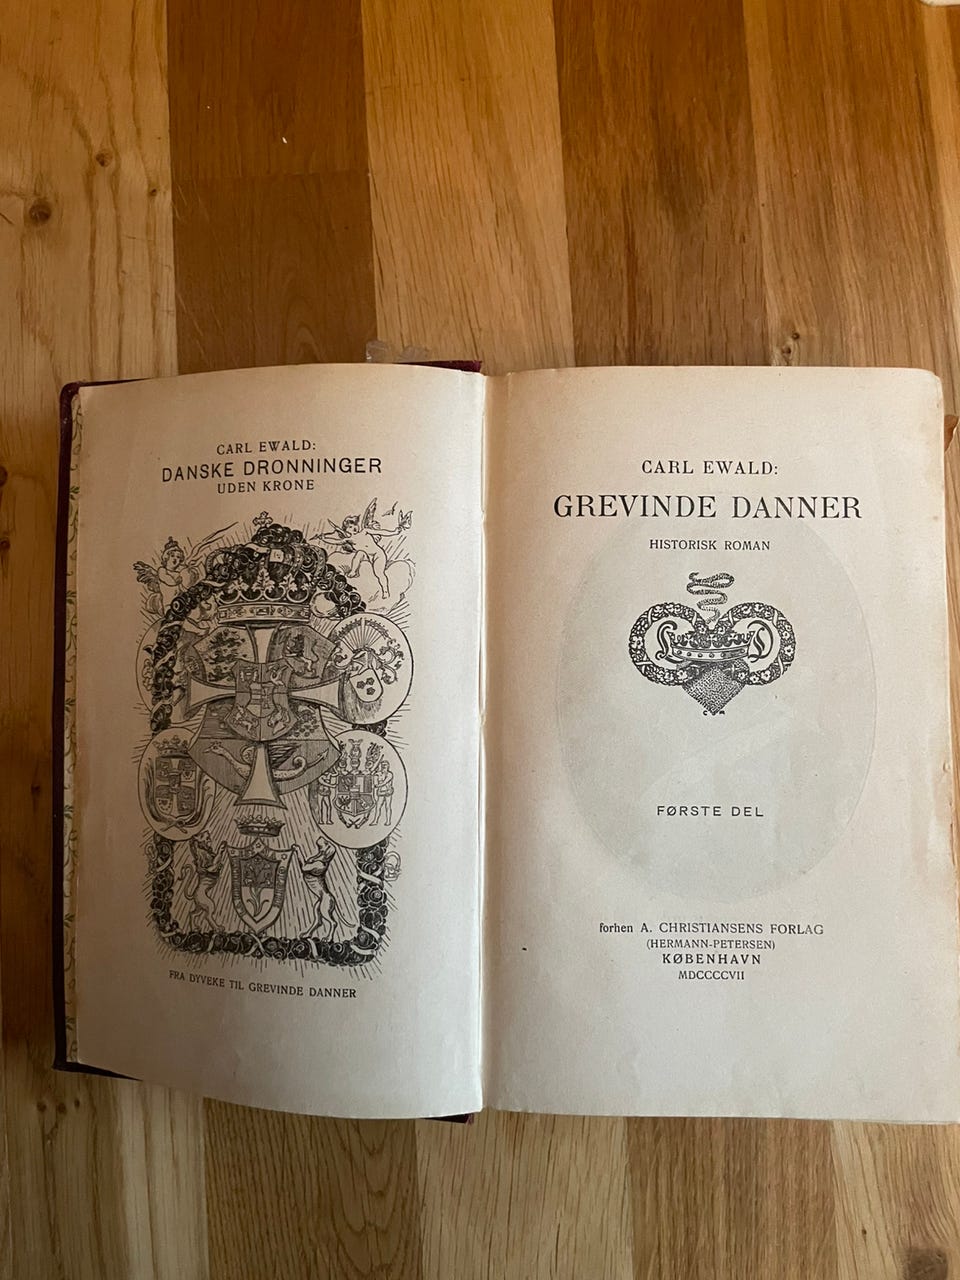 CARL EWALD:
DANSKE DRONNINGER
UDEN KRONE
FRA DYVEKE TIL GREVINDE DANNER
CARL EWALD:
GREVINDE DANNER
HISTORISK ROMAN
FØRSTE DEL
forhen A. CHRISTIANSENS FORLAG
(HERMANN-PETERSEN)
KØBENHAVN
MDCCCCVII